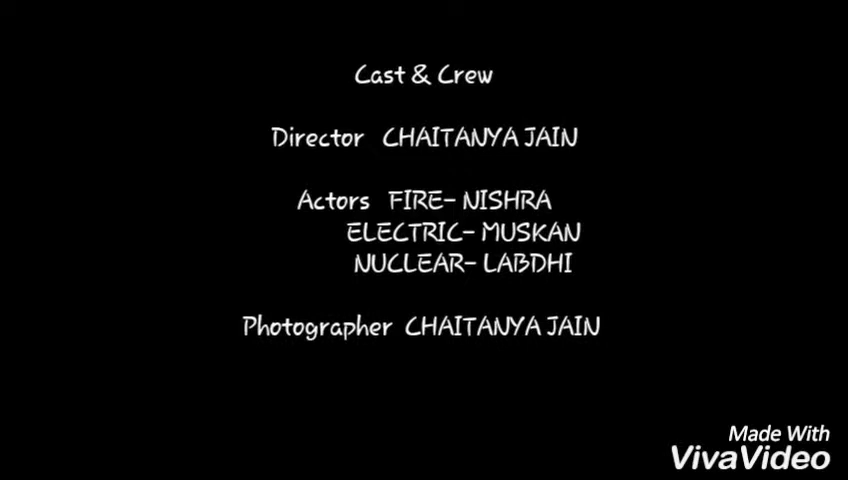 Cast & Crew
Director CHAITANYA JAIN
Actors FIRE- NISHRA
ELECTRIC- MUSKAN
NUCLEAR- LABDHI
Photographer CHAITANYA JAIN
Made With
VivaVideo